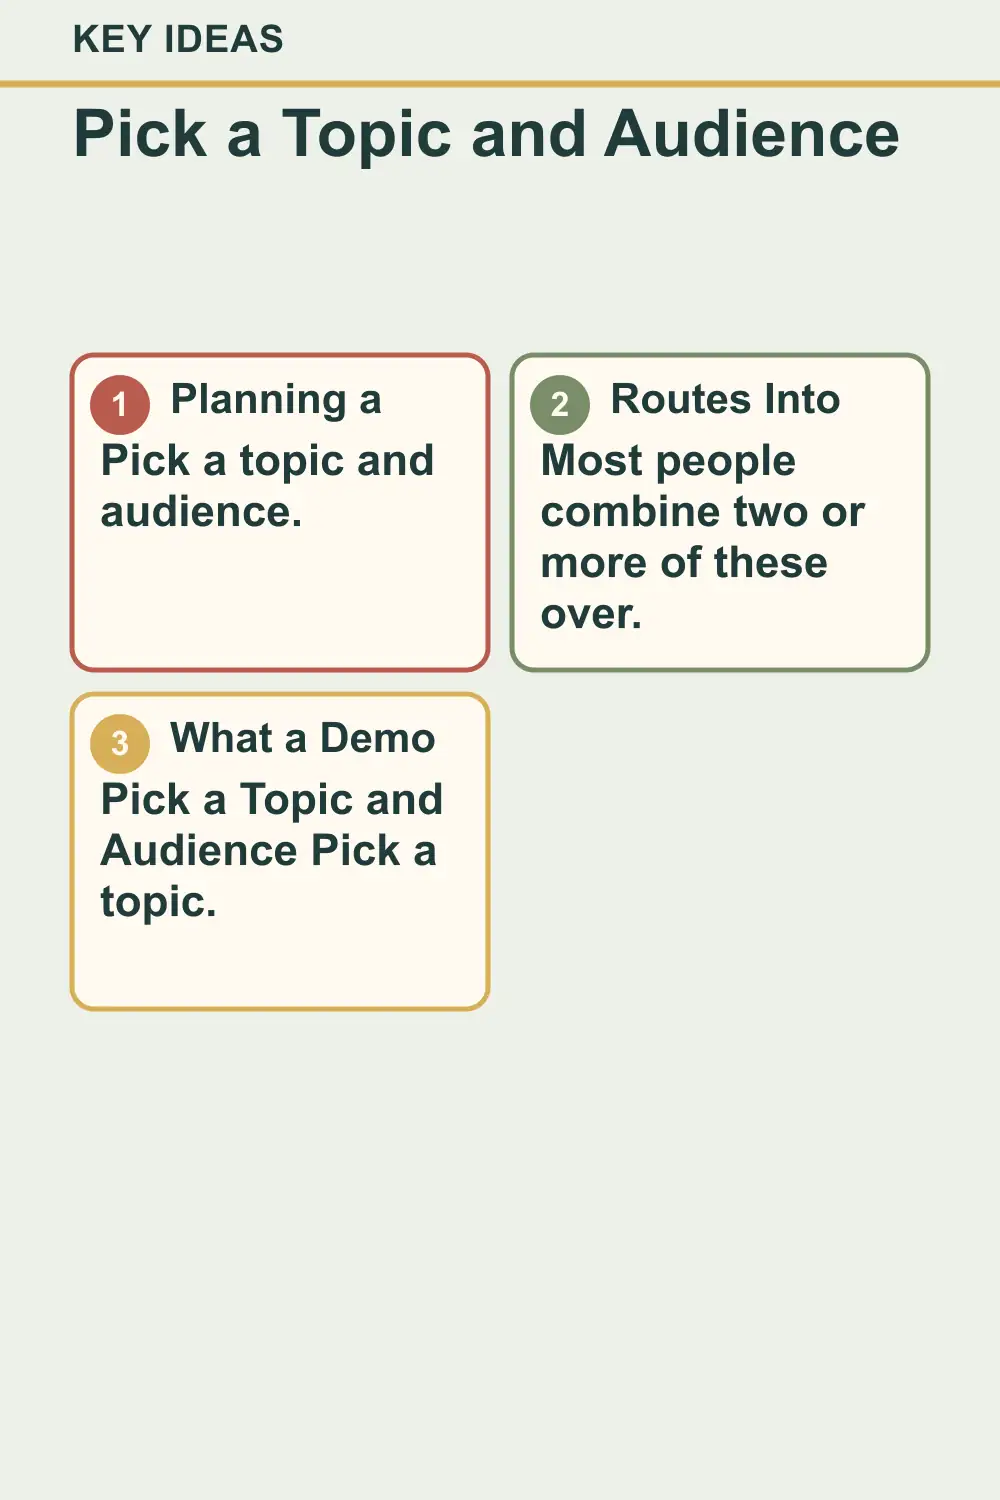 KEY IDEAS
Pick a Topic and Audience
1 Planning a
Pick a topic and
audience.
2 Routes Into
Most people
combine two or
more of these
over.
3 What a Demo
Pick a Topic and
Audience Pick a
topic.